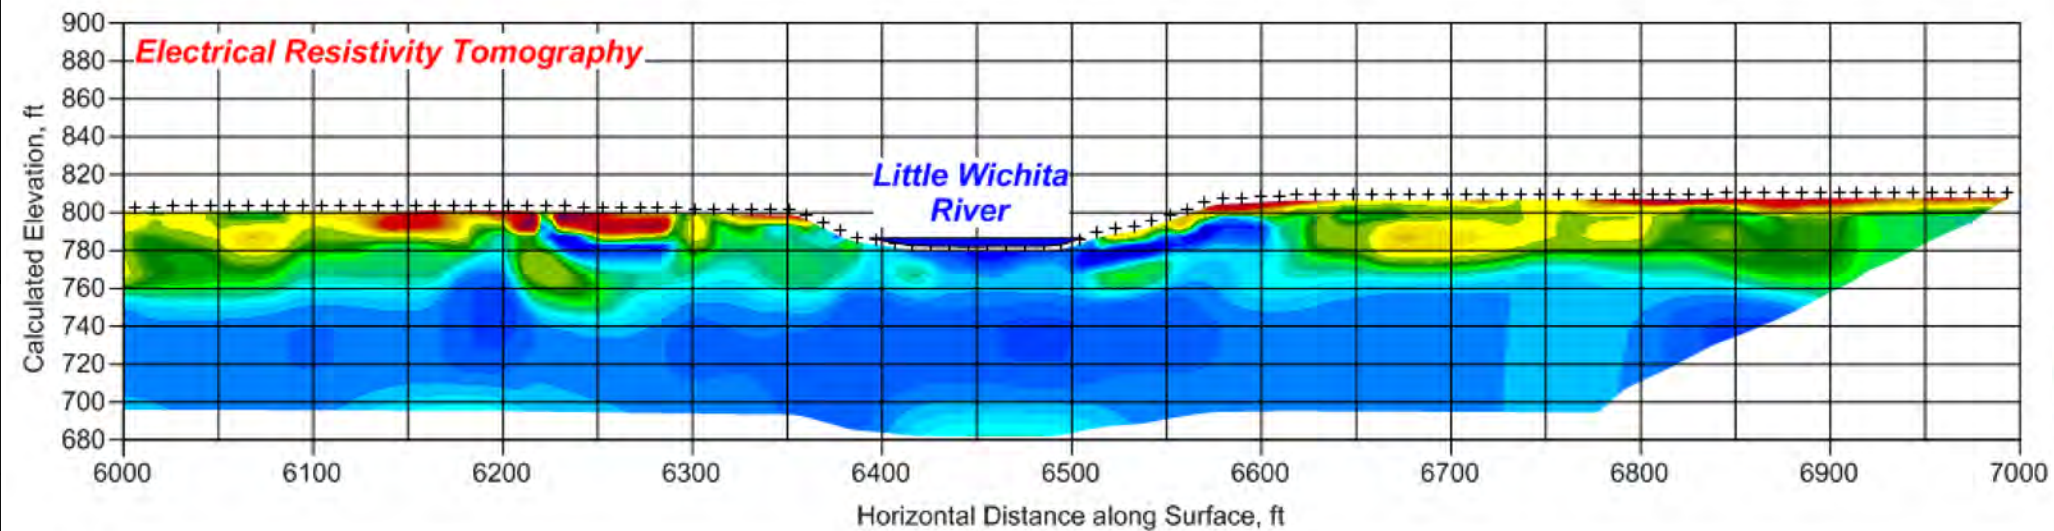 Electrical Resistivity Tomography
Calculated Elevation, ft
900
880
860
840
820
800
780
760
740
720
700
680
Little Wichita
River
6000 6100 6200 6300 6400 6500 6600 6700 6800 6900 7000
Horizontal Distance along Surface, ft